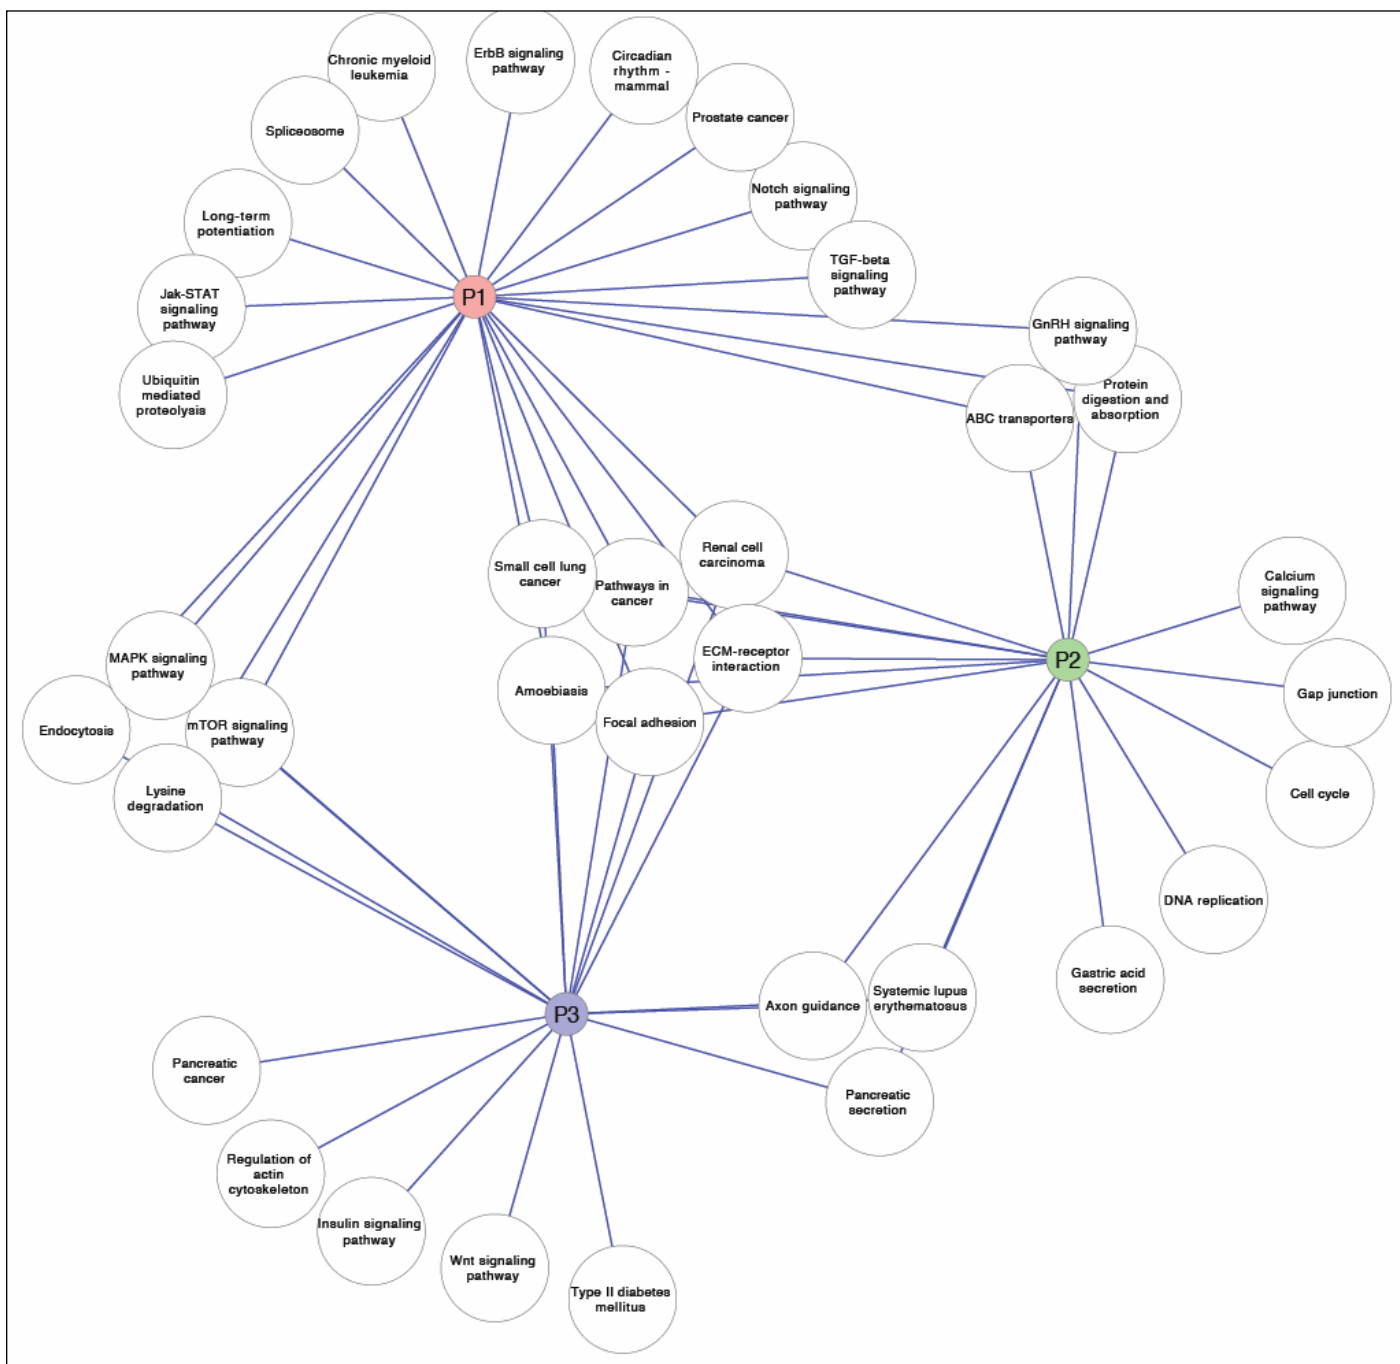 Chronic myeloid
leukemia
ErbB signaling
pathway
Circadian
rhythm -
mammal
Prostate cancer
Spliceosome
Notch signaling
pathway
Long-term
potentiation
TGF-beta
signaling
pathway
Jak-STAT
signaling
pathway
P1
GnRH signaling
pathway
Ubiquitin
mediated
proteolysis
Protein
digestion and
absorption
ABC transporters
Renal cell
carcinoma
Small cell lung
cancer
Pathways in
cancer
Calcium
signaling
pathway
MAPK signaling
pathway
ECM-receptor
interaction
P2
Amoebiasis
Gap junction
Endocytosis
mTOR signaling
pathway
Focal adhesion
Lysine
degradation
Cell cycle
DNA replication
Gastric acid
secretion
Axon guidance
Systemic lupus
erythematosus
P3
Pancreatic
cancer
Pancreatic
secretion
Regulation of
actin
cytoskeleton
Insulin signaling
pathway
Wnt signaling
pathway
Type II diabetes
mellitus